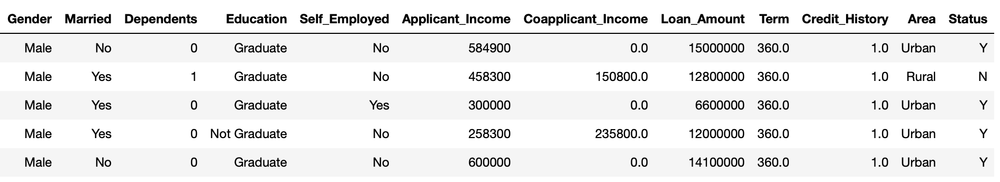 Gender Married Dependents Education Self_Employed Applicant_Income Coapplicant_Income Loan_Amount Term Credit_History Area Status
Male No 0 Graduate No 584900 0.0 15000000 360.0 1.0 Urban Y
Male Yes 1 Graduate No 458300 150800.0 12800000 360.0 1.0 Rural N
Male Yes 0 Graduate Yes 300000 0.0 6600000 360.0 1.0 Urban Y
Male Yes 0 Not Graduate No 258300 235800.0 12000000 360.0 1.0 Urban Y
Male No 0 Graduate No 600000 0.0 14100000 360.0 1.0 Urban Y